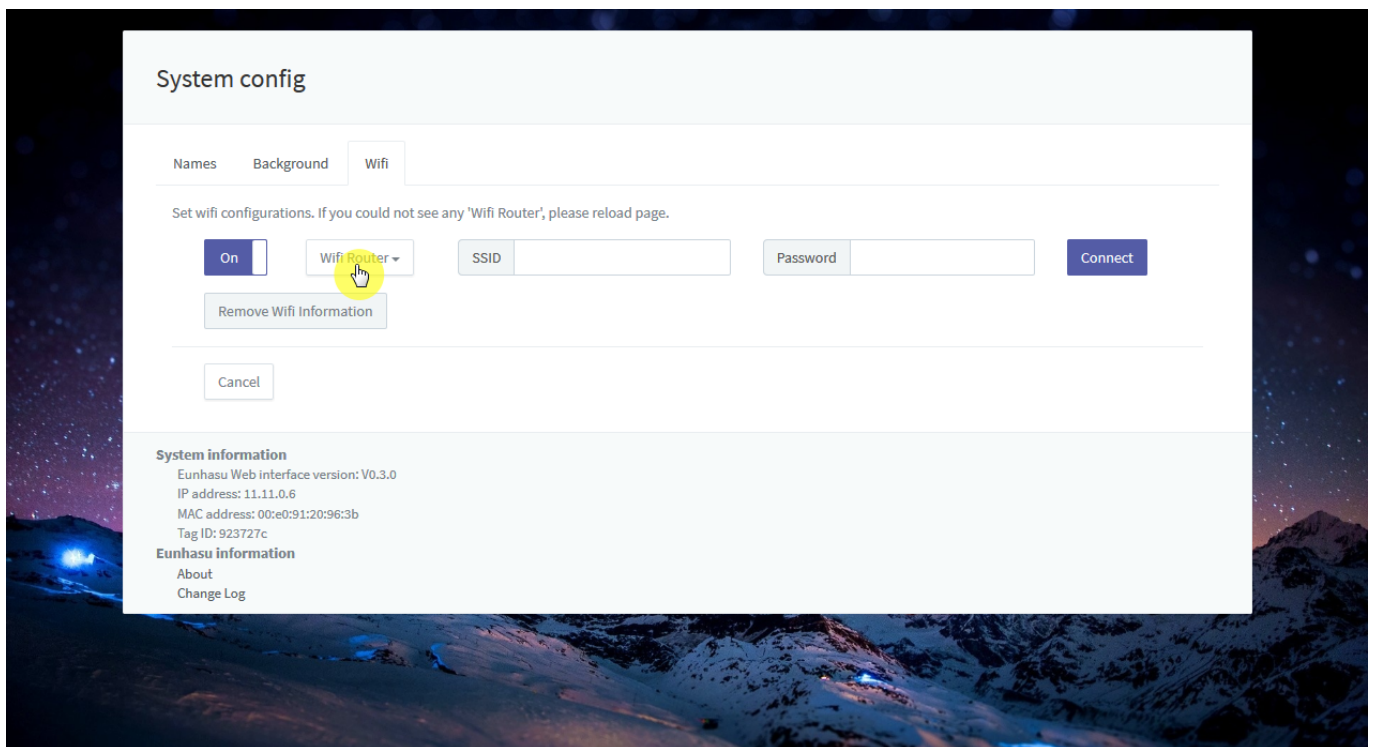 System config
Names Background Wifi
Set wifi configurations. If you could not see any 'Wifi Router', please reload page.
On Wifi Router SSID Password Connect
Remove Wifi Information
Cancel
System information
Eunhasu Web interface version: V0.3.0
IP address: 11.11.0.6
MAC address: 00:e0:91:20:96:3b
Tag ID: 923727c
Eunhasu information
About
Change Log